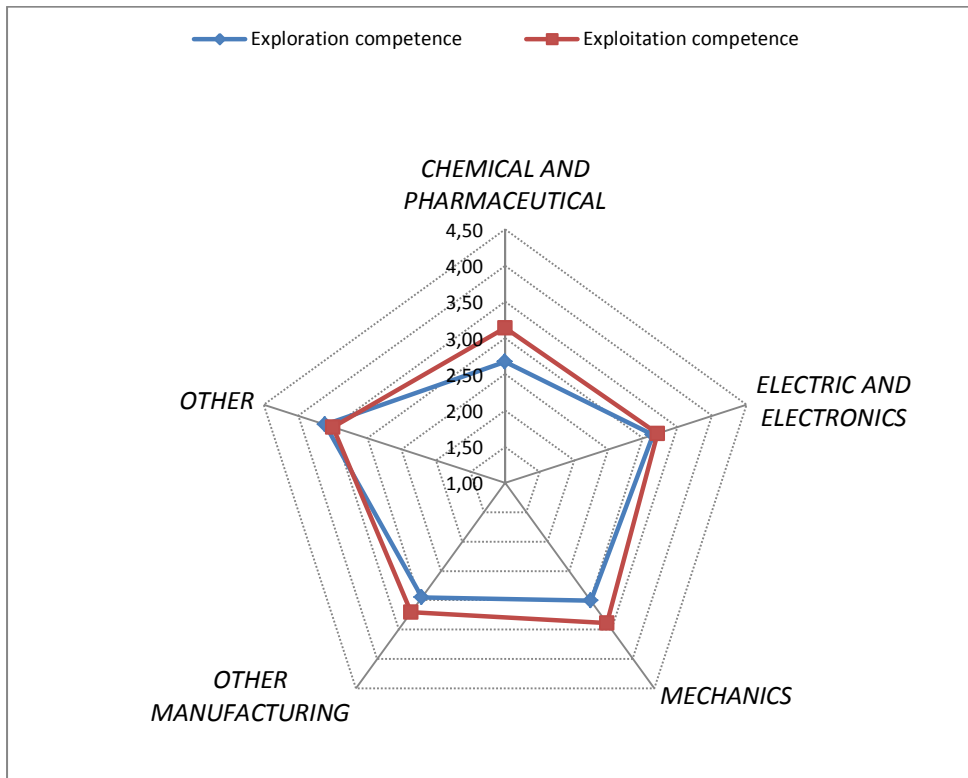 Exploration competence
Exploitation competence
CHEMICAL AND
PHARMACEUTICAL
4,50
4,00
3,50
3,00
2,50
2,00
1,50
1,00
ELECTRIC AND
ELECTRONICS
OTHER
MECHANICS
OTHER
MANUFACTURING